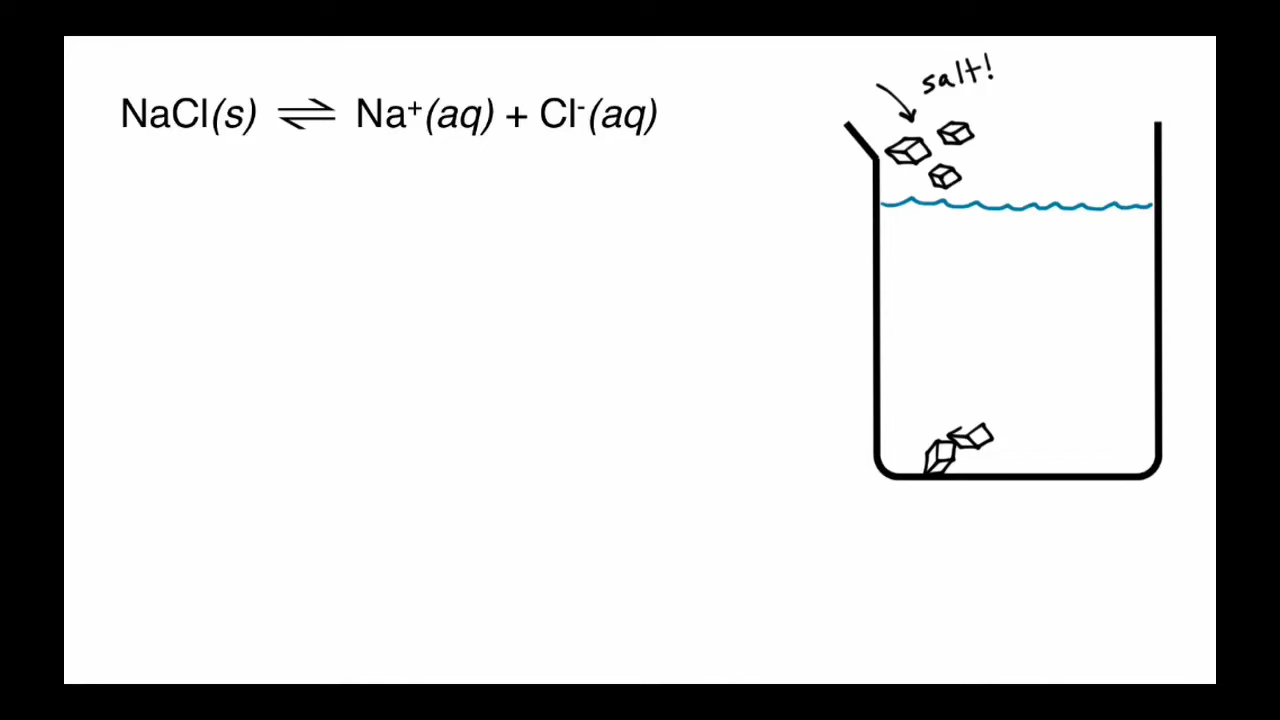 NaCl(s) ⇌ Na⁺(aq) + Cl⁻(aq)
salt!